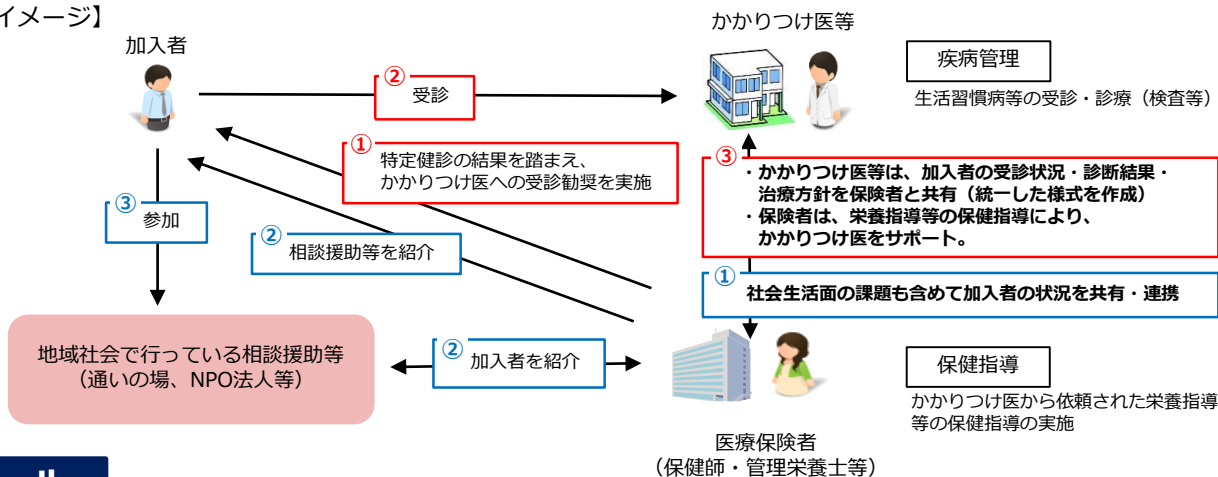 イメージ】
加入者
かかりつけ医等
疾病管理
生活習慣病等の受診・診療（検査等）
②
受診
①
特定健診の結果を踏まえ、
かかりつけ医への受診勧奨を実施
③
・かかりつけ医等は、加入者の受診状況・診断結果・
治療方針を保険者と共有（統一した様式を作成）
・保険者は、栄養指導等の保健指導により、
かかりつけ医をサポート。
③
参加
②
相談援助等を紹介
①
社会生活面の課題も含めて加入者の状況を共有・連携
地域社会で行っている相談援助等
（通いの場、NPO法人等）
②
加入者を紹介
保健指導
かかりつけ医から依頼された栄養指導
等の保健指導の実施
医療保険者
（保健師・管理栄養士等）